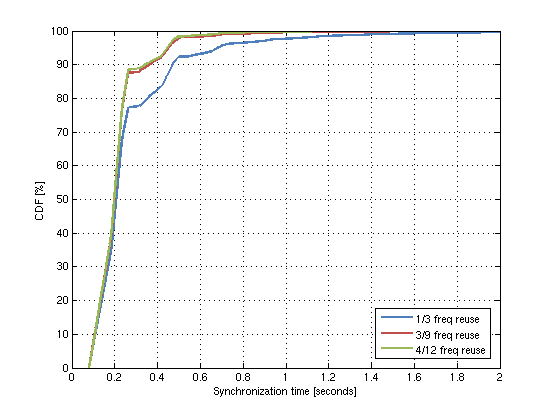 100
90
80
70
60
50
40
30
20
10
0
CDF [%]
0 0.2 0.4 0.6 0.8 1 1.2 1.4 1.6 1.8 2
Synchronization time [seconds]
1/3 freq reuse
3/9 freq reuse
4/12 freq reuse